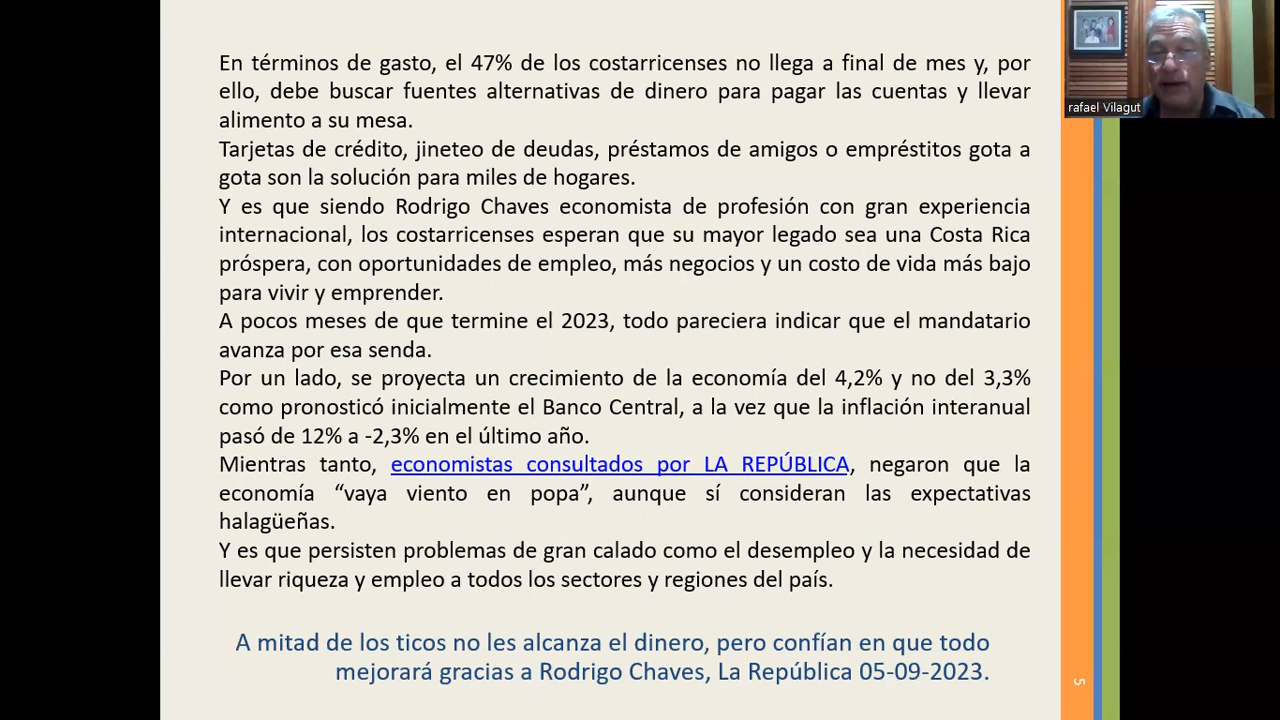 En términos de gasto, el 47% de los costarricenses no llega a final de mes y, por
ello, debe buscar fuentes alternativas de dinero para pagar las cuentas y llevar
alimento a su mesa.
Tarjetas de crédito, jineteo de deudas, préstamos de amigos o empréstitos gota a
gota son la solución para miles de hogares.
Y es que siendo Rodrigo Chaves economista de profesión con gran experiencia
internacional, los costarricenses esperan que su mayor legado sea una Costa Rica
próspera, con oportunidades de empleo, más negocios y un costo de vida más bajo
para vivir y emprender.
A pocos meses de que termine el 2023, todo pareciera indicar que el mandatario
avanza por esa senda.
Por un lado, se proyecta un crecimiento de la economía del 4,2% y no del 3,3%
como pronosticó inicialmente el Banco Central, a la vez que la inflación interanual
pasó de 12% a -2,3% en el último año.
Mientras tanto, economistas consultados por LA REPÚBLICA, negaron que la
economía “vaya viento en popa”, aunque sí consideran las expectativas
halagüeñas.
Y es que persisten problemas de gran calado como el desempleo y la necesidad de
llevar riqueza y empleo a todos los sectores y regiones del país.
A mitad de los ticos no les alcanza el dinero, pero confían en que todo
mejorará gracias a Rodrigo Chaves, La República 05-09-2023.
5
rafael Vilagut